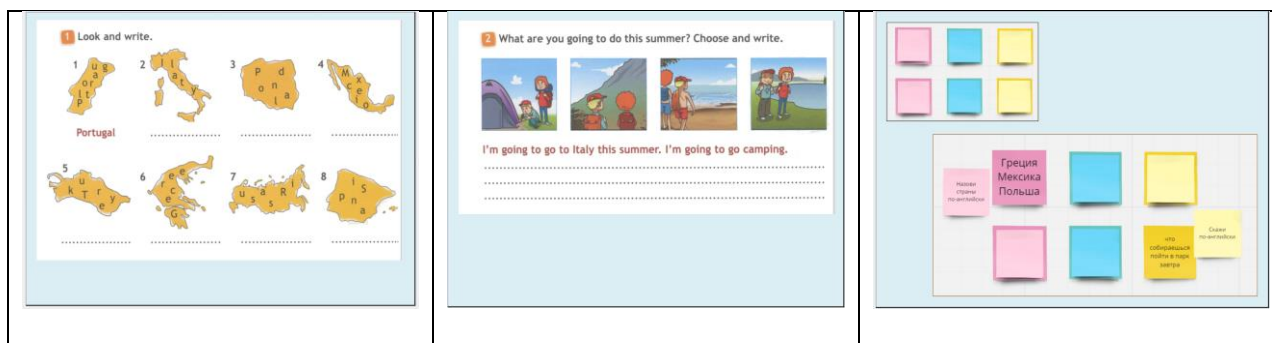 1 Look and write.
1 2 3 4
u g
a
r
o
t
l P
I l
a
t
y
P d
o n
l a
M x
c e
i o
Portugal
5 6 7 8
u r
k T y
e
e e
r
c
e
G
a R i
u s s
i S
p n
a
2 What are you going to do this summer? Choose and write.
I'm going to go to Italy this summer. I'm going to go camping.
Назови
страны
по-английски
Греция
Мексика
Польша
что
собираешься
пойти в парк
завтра
Скажи
по-английски